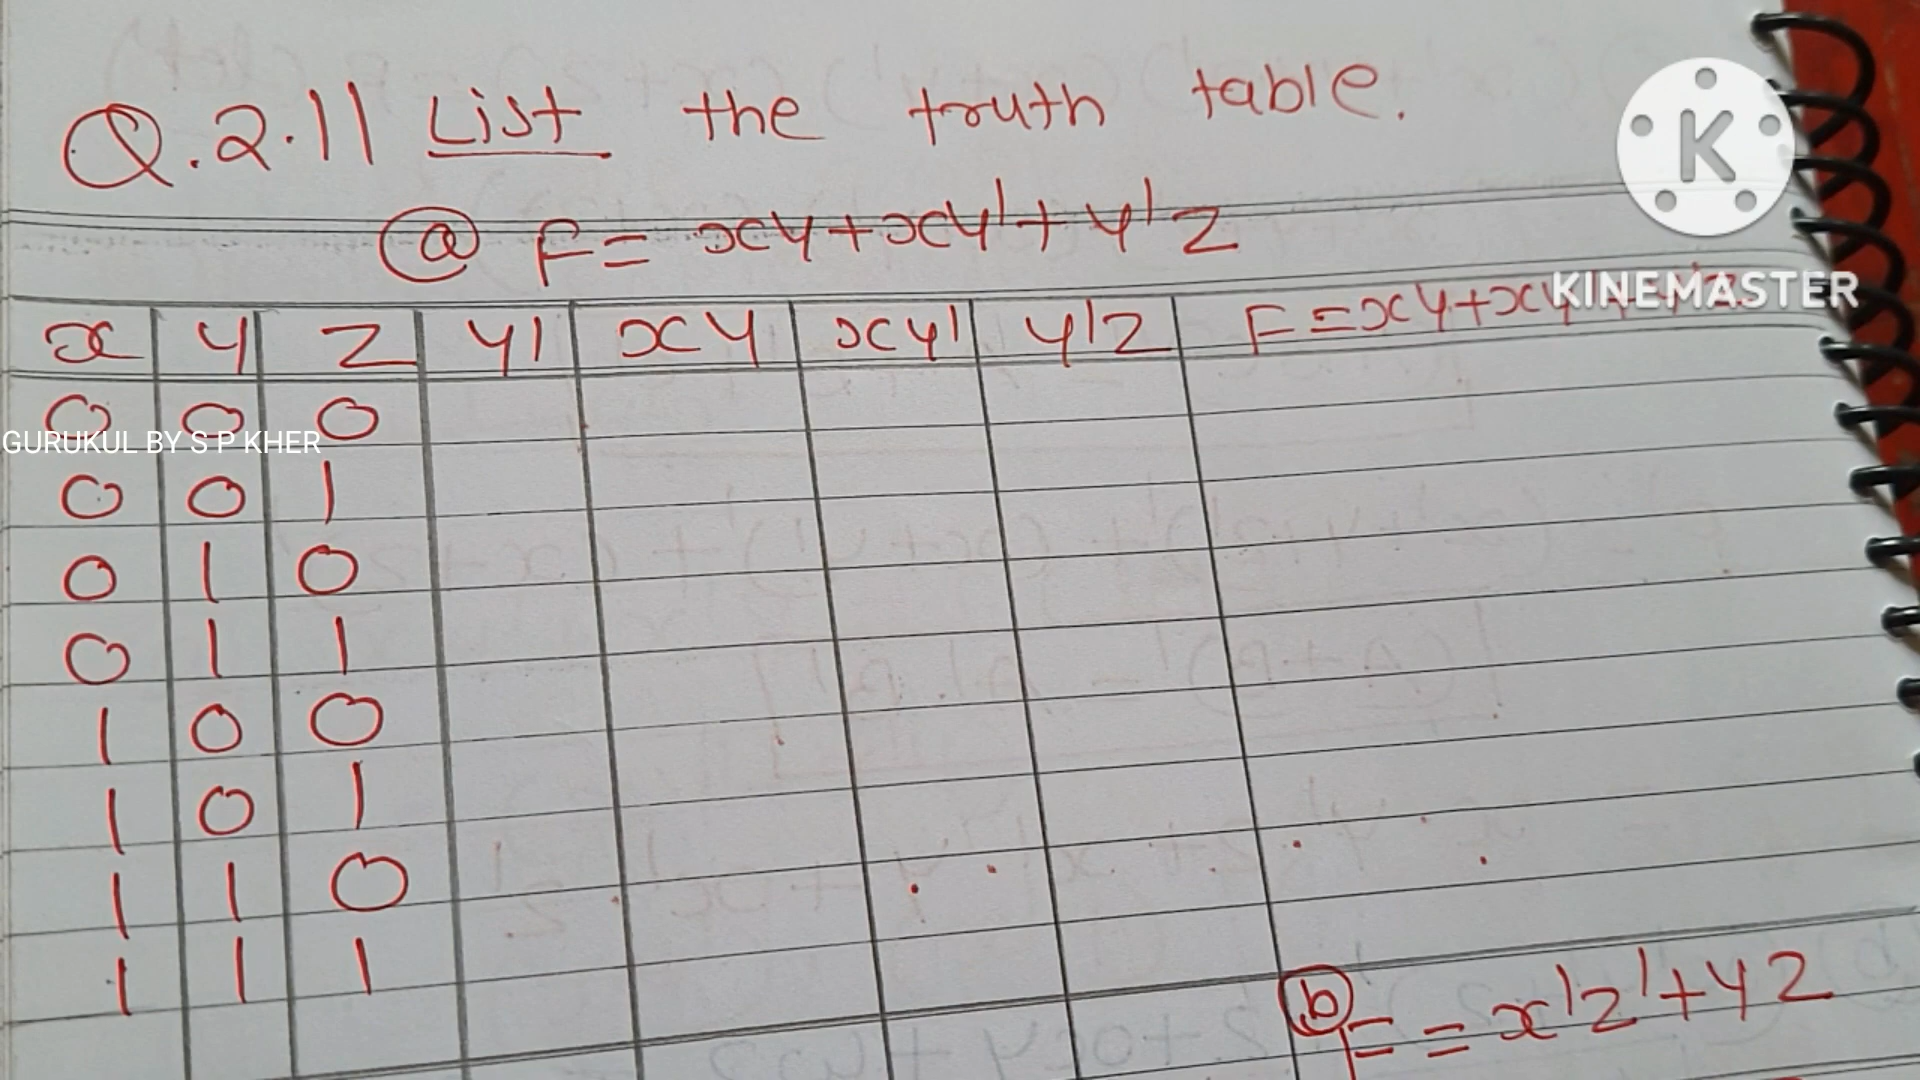 Q.2.11 List the truth table.
ⓐ F = xy + xy' + y'z
KINEMASTER
x y z y' xy xy' y'z F = xy + xy'
0 0 0
GURUKUL BY S P KHER
0 0 1
0 1 0
0 1 1
1 0 0
1 0 1
1 1 0
1 1 1
ⓑ F = x'z' + yz